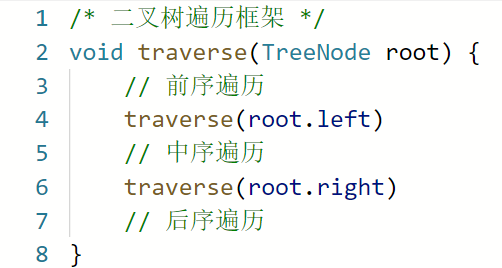 1 /* 二叉树遍历框架 */
2 void traverse(TreeNode root) {
3     // 前序遍历
4     traverse(root.left)
5     // 中序遍历
6     traverse(root.right)
7     // 后序遍历
8 }